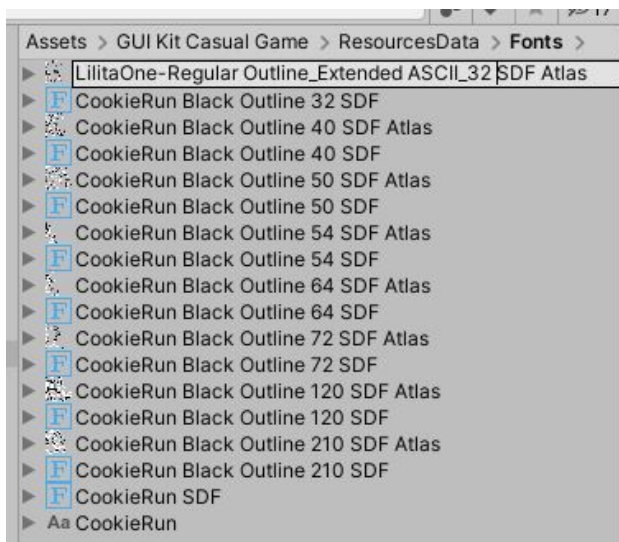 17
Assets > GUI Kit Casual Game > ResourcesData > Fonts >
LilitaOne-Regular Outline_Extended ASCII_32 SDF Atlas
F CookieRun Black Outline 32 SDF
CookieRun Black Outline 40 SDF Atlas
F CookieRun Black Outline 40 SDF
CookieRun Black Outline 50 SDF Atlas
F CookieRun Black Outline 50 SDF
CookieRun Black Outline 54 SDF Atlas
F CookieRun Black Outline 54 SDF
CookieRun Black Outline 64 SDF Atlas
F CookieRun Black Outline 64 SDF
CookieRun Black Outline 72 SDF Atlas
F CookieRun Black Outline 72 SDF
CookieRun Black Outline 120 SDF Atlas
F CookieRun Black Outline 120 SDF
CookieRun Black Outline 210 SDF Atlas
F CookieRun Black Outline 210 SDF
F CookieRun SDF
Aa CookieRun